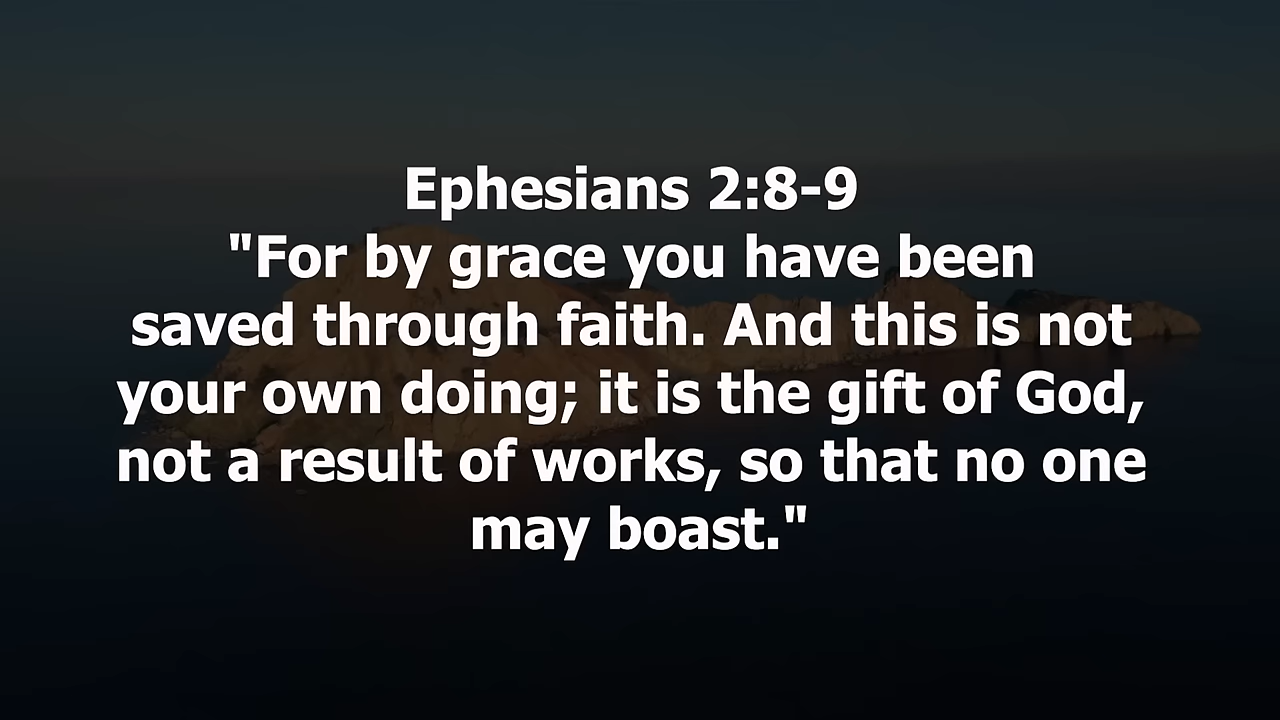 Ephesians 2:8-9
"For by grace you have been
saved through faith. And this is not
your own doing; it is the gift of God,
not a result of works, so that no one
may boast."